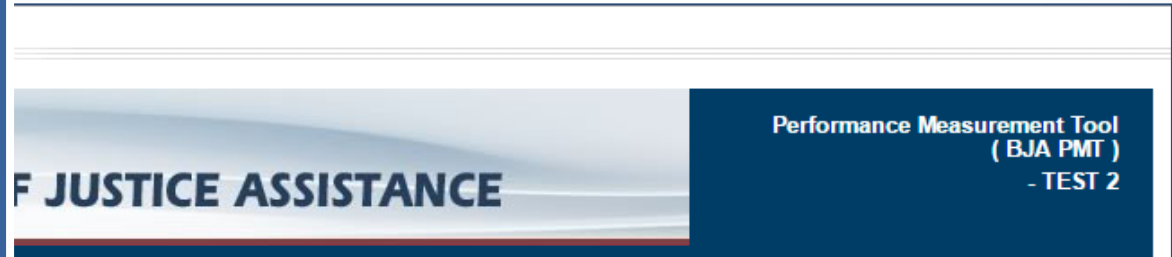 F JUSTICE ASSISTANCE
Performance Measurement Tool
( BJA PMT )
- TEST 2